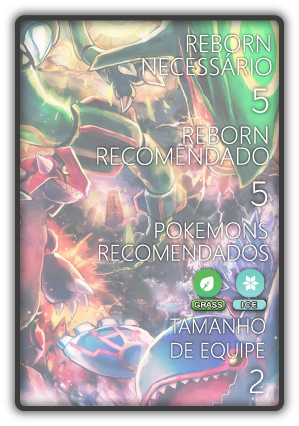 REBORN
NECESSÁRIO
5
REBORN
RECOMENDADO
5
POKEMONS
RECOMENDADOS
GRASS ICE
TAMANHO
DE EQUIPE
2